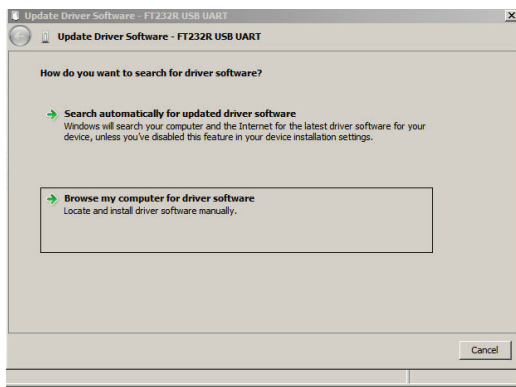 Update Driver Software - FT232R USB UART
Update Driver Software - FT232R USB UART
How do you want to search for driver software?
Search automatically for updated driver software
Windows will search your computer and the Internet for the latest driver software for your
device, unless you've disabled this feature in your device installation settings.
Browse my computer for driver software
Locate and install driver software manually.
Cancel